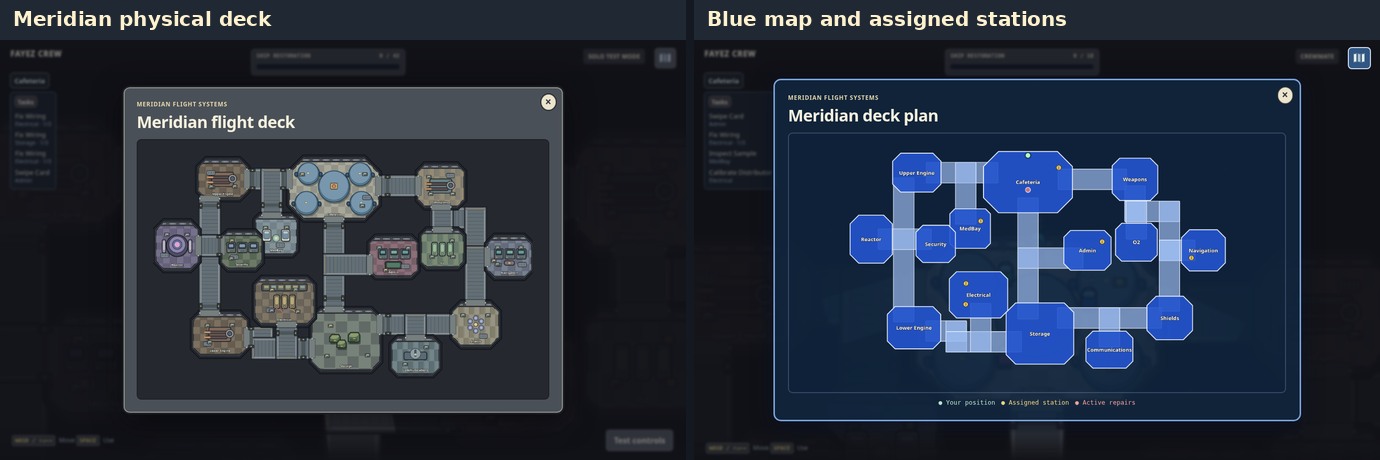 Meridian physical deck
FAYEZ CREW
Cafeteria
Tasks
Fix Wiring
Fix Wiring
Fix Wiring
Swipe Card
MERIDIAN FLIGHT SYSTEMS
Meridian flight deck
×
Test controls
Blue map and assigned stations
FAYEZ CREW
CREWMATE
Cafeteria
Tasks
Swipe Card
Fix Wiring
Inspect Sample
Calibrate Distributor
MERIDIAN FLIGHT SYSTEMS
Meridian deck plan
×
Upper Engine
Cafeteria
Weapons
MedBay
Reactor
Security
Admin
O2
Navigation
Electrical
Lower Engine
Storage
Shields
Communications
Your position
Assigned station
Active repairs